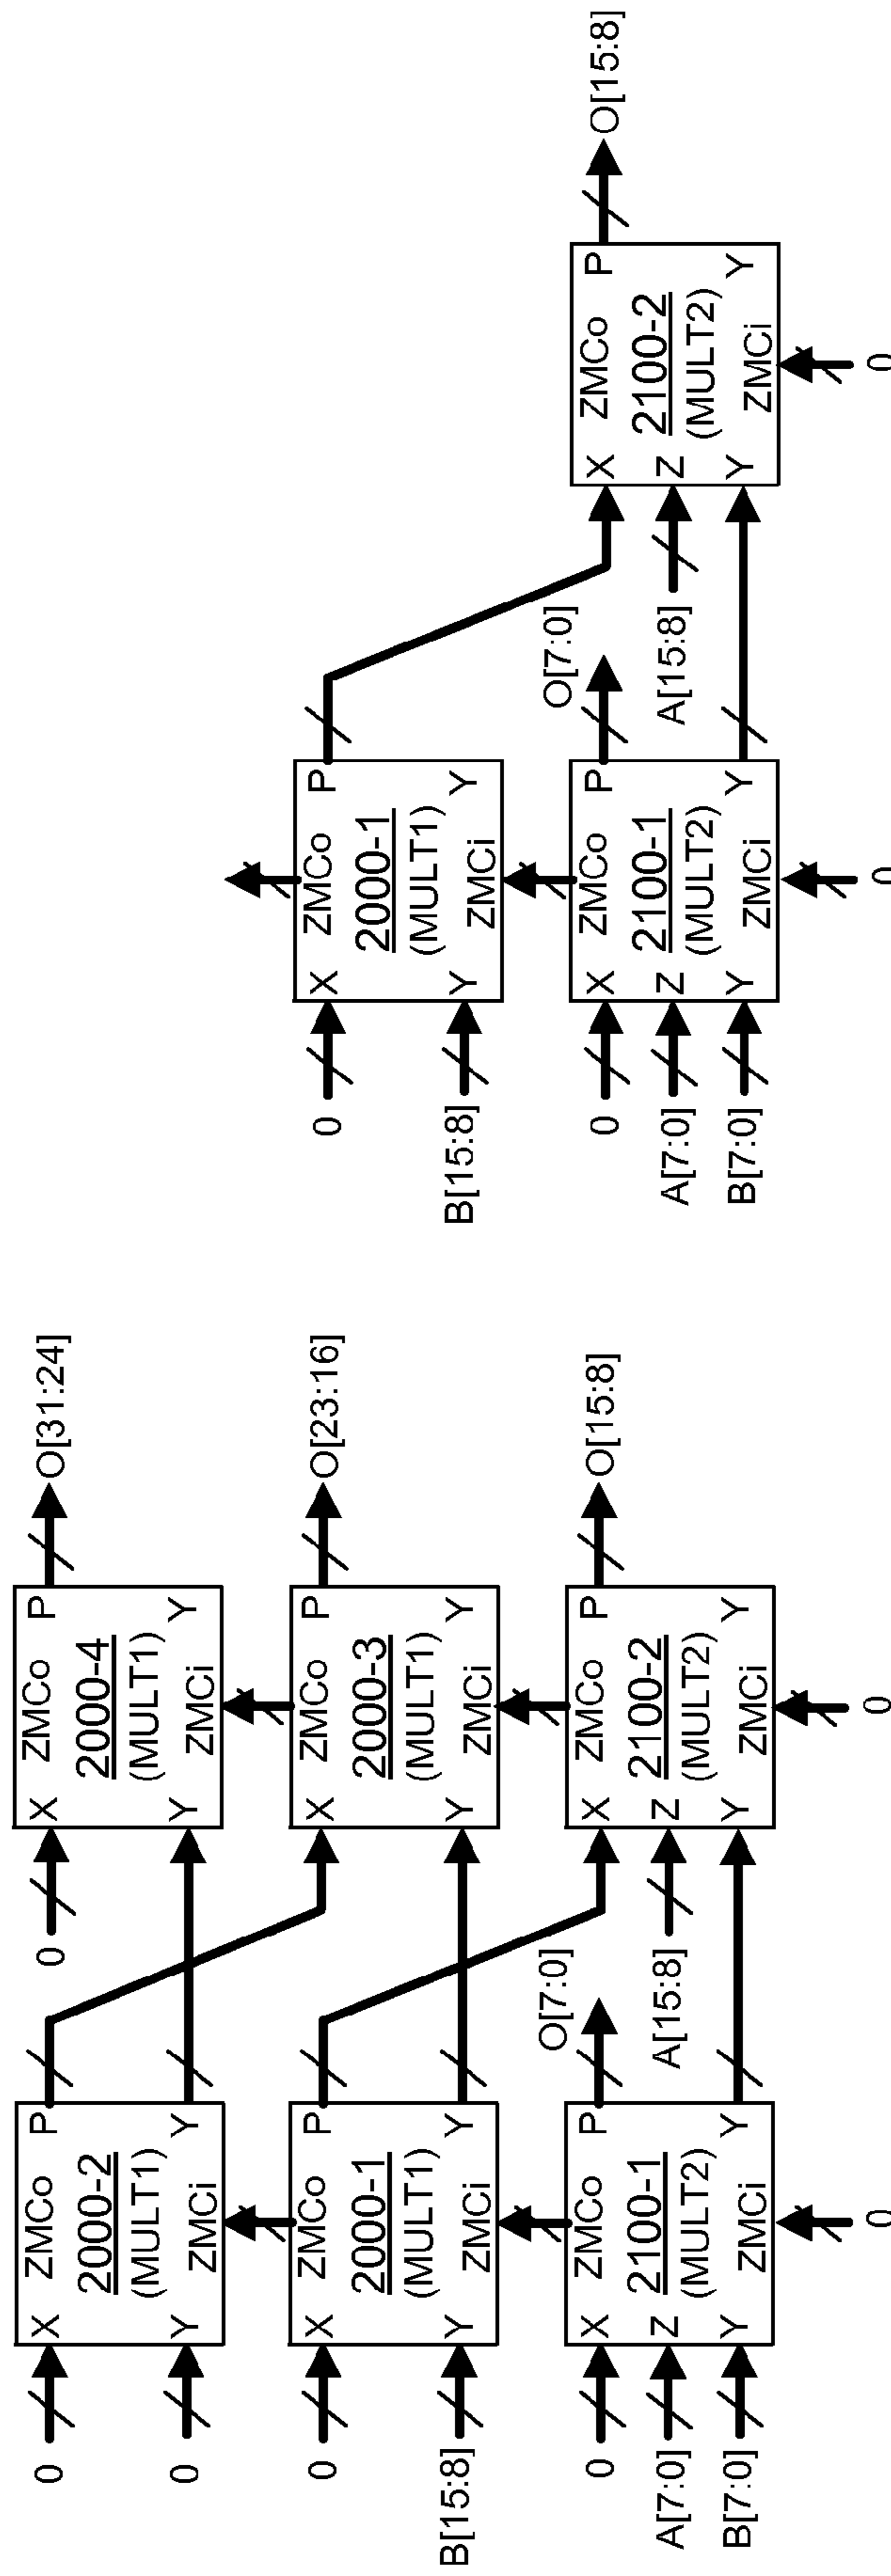 0
X
ZMCo
P
2000-2
(MULT1)
0
Y
ZMCi
Y
0
X
ZMCo
P
O[31:24]
2000-4
(MULT1)
Y
ZMCi
Y
0
X
ZMCo
P
2000-1
(MULT1)
B[15:8]
Y
ZMCi
Y
X
ZMCo
P
O[23:16]
2000-3
(MULT1)
Y
ZMCi
Y
0
X
ZMCo
P
O[7:0]
A[7:0]
Z
2100-1
(MULT2)
B[7:0]
Y
ZMCi
Y
0
X
ZMCo
P
O[15:8]
A[15:8]
Z
2100-2
(MULT2)
Y
ZMCi
Y
0
0
X
ZMCo
P
2000-1
(MULT1)
B[15:8]
Y
ZMCi
Y
0
X
ZMCo
P
O[7:0]
A[7:0]
Z
2100-1
(MULT2)
B[7:0]
Y
ZMCi
Y
0
X
ZMCo
P
O[15:8]
A[15:8]
Z
2100-2
(MULT2)
Y
ZMCi
Y
0